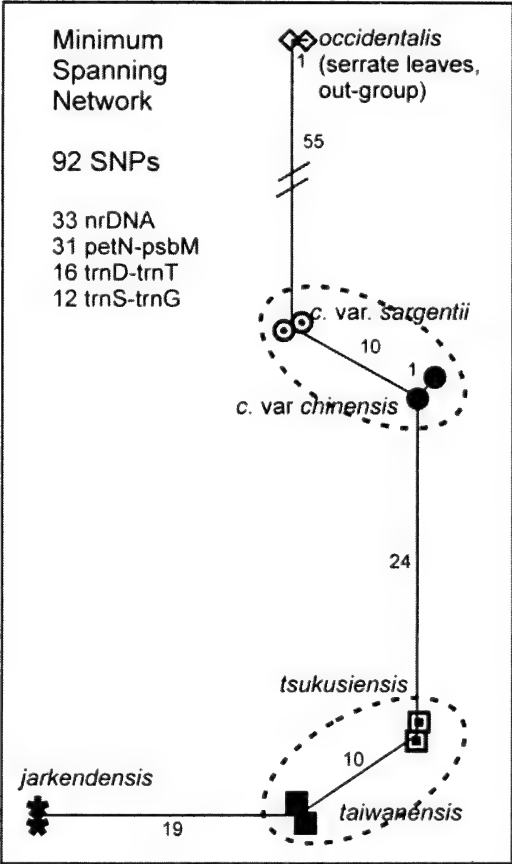 Minimum
Spanning
Network
92 SNPs
33 nrDNA
31 petN-psbM
16 trnD-trnT
12 trnS-trnG
occidentalis
1
(serrate leaves,
out-group)
55
c. var. sargentii
10
1
c. var chinensis
24
tsukusiensis
10
jarkendensis
taiwanensis
19